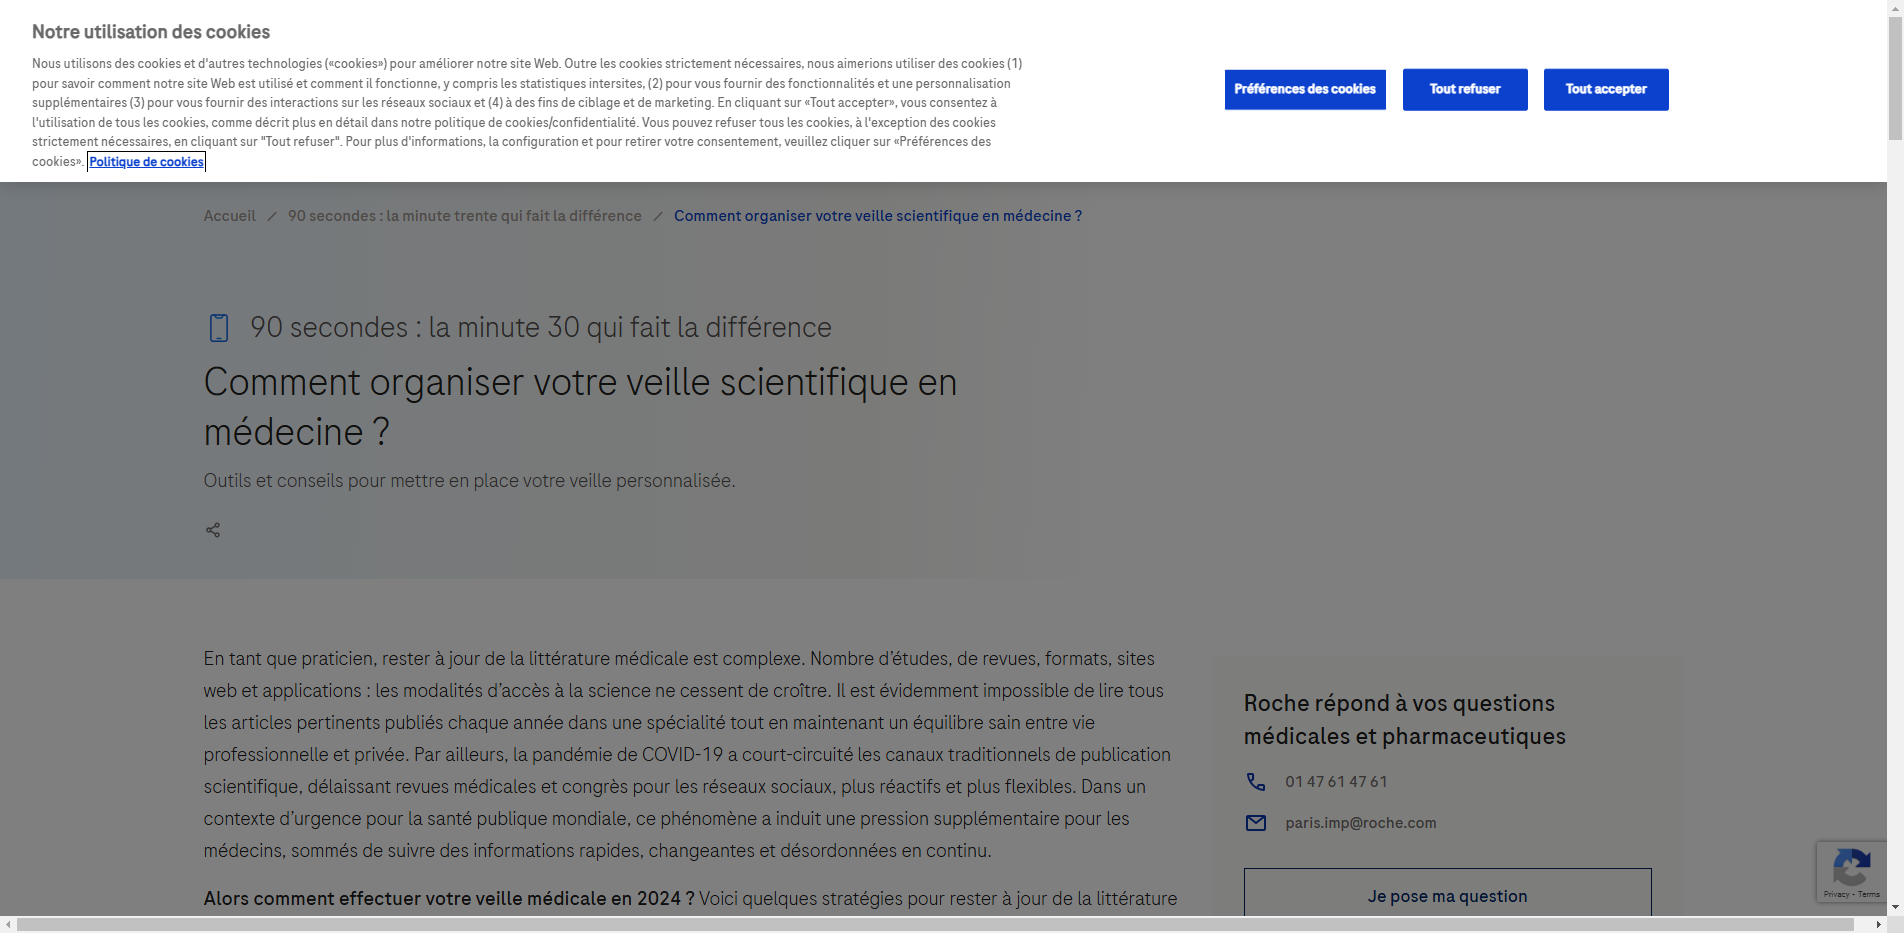 Notre utilisation des cookies
Nous utilisons des cookies et d'autres technologies («cookies») pour améliorer notre site Web. Outre les cookies strictement nécessaires, nous aimerions utiliser des cookies (1)
pour savoir comment notre site Web est utilisé et comment il fonctionne, y compris les statistiques intersites, (2) pour vous fournir des fonctionnalités et une personnalisation
supplémentaires (3) pour vous fournir des interactions sur les réseaux sociaux et (4) à des fins de ciblage et de marketing. En cliquant sur «Tout accepter», vous consentez à
l'utilisation de tous les cookies, comme décrit plus en détail dans notre politique de cookies/confidentialité. Vous pouvez refuser tous les cookies, à l'exception des cookies
strictement nécessaires, en cliquant sur "Tout refuser". Pour plus d'informations, la configuration et pour retirer votre consentement, veuillez cliquer sur «Préférences des
cookies». Politique de cookies
Préférences des cookies
Tout refuser
Tout accepter
Accueil / 90 secondes : la minute trente qui fait la différence / Comment organiser votre veille scientifique en médecine ?
90 secondes : la minute 30 qui fait la différence
Comment organiser votre veille scientifique en
médecine ?
Outils et conseils pour mettre en place votre veille personnalisée.
En tant que praticien, rester à jour de la littérature médicale est complexe. Nombre d'études, de revues, formats, sites
web et applications : les modalités d'accès à la science ne cessent de croître. Il est évidemment impossible de lire tous
les articles pertinents publiés chaque année dans une spécialité tout en maintenant un équilibre sain entre vie
professionnelle et privée. Par ailleurs, la pandémie de COVID-19 a court-circuité les canaux traditionnels de publication
scientifique, délaissant revues médicales et congrès pour les réseaux sociaux, plus réactifs et plus flexibles. Dans un
contexte d'urgence pour la santé publique mondiale, ce phénomène a induit une pression supplémentaire pour les
médecins, sommés de suivre des informations rapides, changeantes et désordonnées en continu.
Alors comment effectuer votre veille médicale en 2024 ? Voici quelques stratégies pour rester à jour de la littérature
Roche répond à vos questions
médicales et pharmaceutiques
01 47 61 47 61
paris.imp@roche.com
Je pose ma question
Privacy - Terms